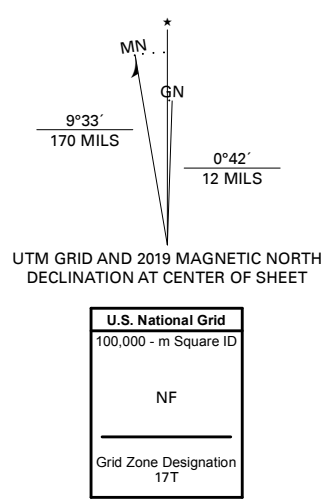 ★
MN
GN
9°33´
170 MILS
0°42´
12 MILS
UTM GRID AND 2019 MAGNETIC NORTH
DECLINATION AT CENTER OF SHEET
U.S. National Grid
100,000 - m Square ID
NF
Grid Zone Designation
17T